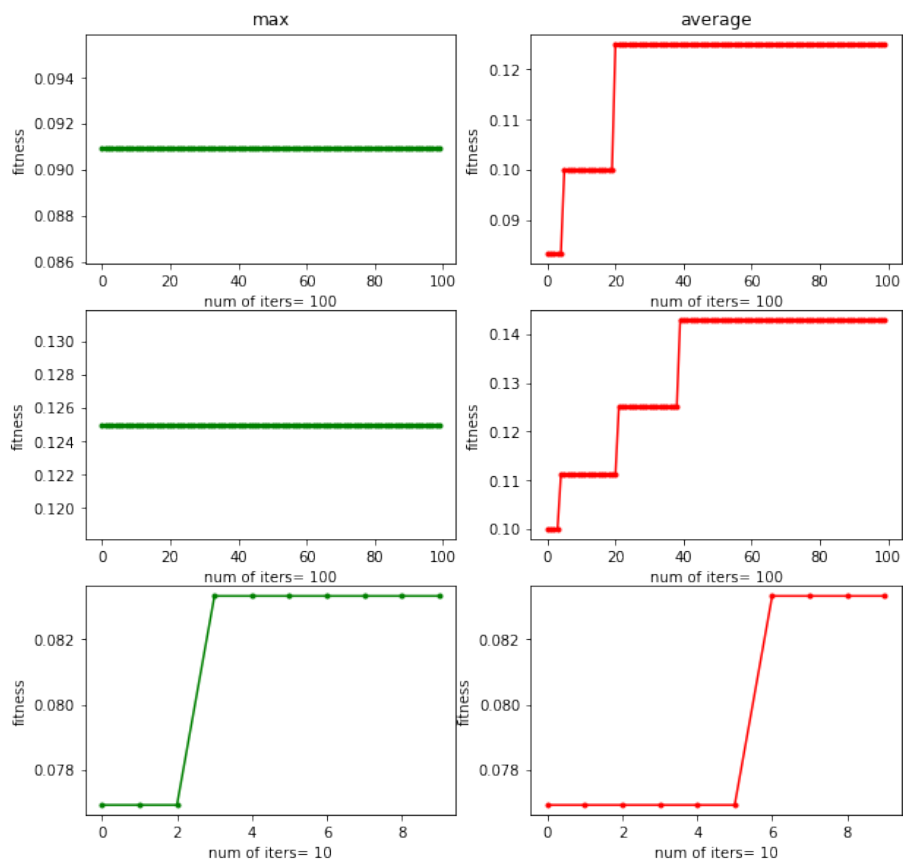 max
average
0.094
0.092
0.090
0.088
0.086
fitness
0 20 40 60 80 100
num of iters= 100
0.12
0.11
0.10
0.09
fitness
0 20 40 60 80 100
num of iters= 100
0.130
0.128
0.126
0.124
0.122
0.120
fitness
0 20 40 60 80 100
num of iters= 100
0.14
0.13
0.12
0.11
0.10
fitness
0 20 40 60 80 100
num of iters= 100
0.082
0.080
0.078
fitness
0 2 4 6 8
num of iters= 10
0.082
0.080
0.078
fitness
0 2 4 6 8
num of iters= 10